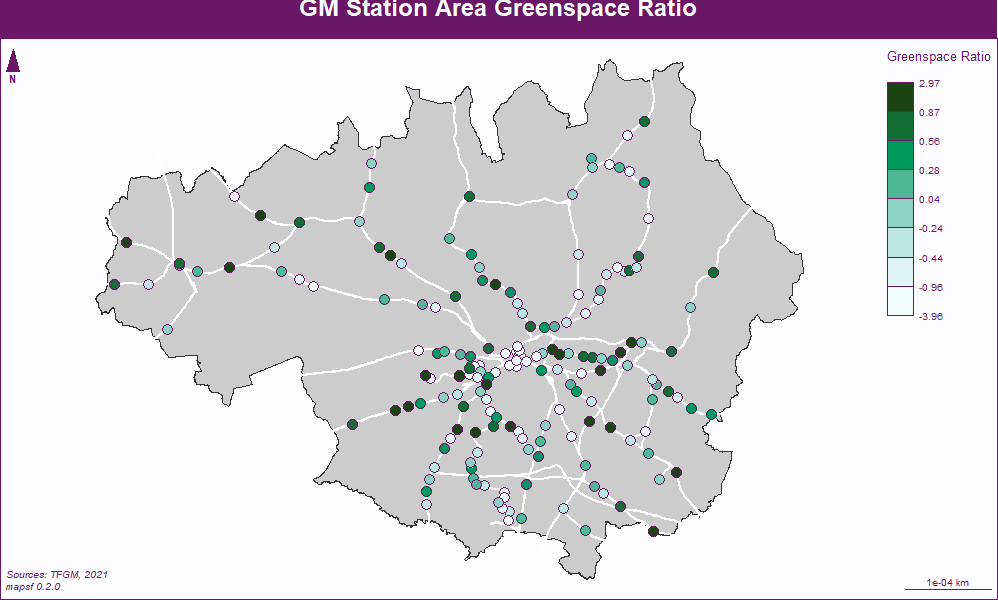 GM Station Area Greenspace Ratio
N
Greenspace Ratio
2.97
0.87
0.56
0.28
0.04
-0.24
-0.44
-0.96
-3.96
Sources: TFGM, 2021
mapsf 0.2.0
1e-04 km